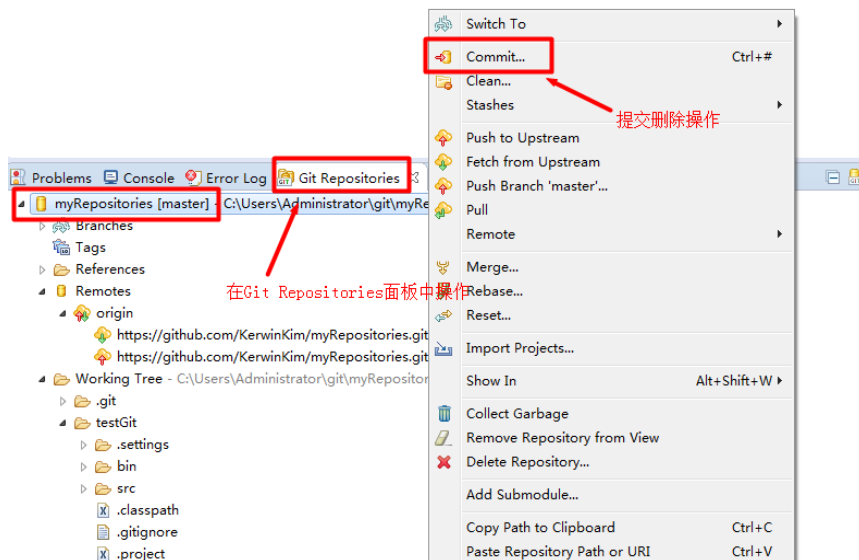 Switch To
Commit... Ctrl+#
Clean...
Stashes
提交删除操作
Push to Upstream
Fetch from Upstream
Push Branch 'master'...
Pull
Remote
Merge...
Rebase...
Reset...
Import Projects...
Show In Alt+Shift+W
Collect Garbage
Remove Repository from View
Delete Repository...
Add Submodule...
Copy Path to Clipboard Ctrl+C
Paste Repository Path or URI Ctrl+V
Problems Console Error Log Git Repositories
myRepositories [master] - C:\Users\Administrator\git\myRe
Branches
Tags
References
在Git Repositories面板中操作
Remotes
origin
https://github.com/KerwinKim/myRepositories.git
https://github.com/KerwinKim/myRepositories.git
Working Tree - C:\Users\Administrator\git\myRepositor
.git
testGit
.settings
bin
src
.classpath
.gitignore
.project